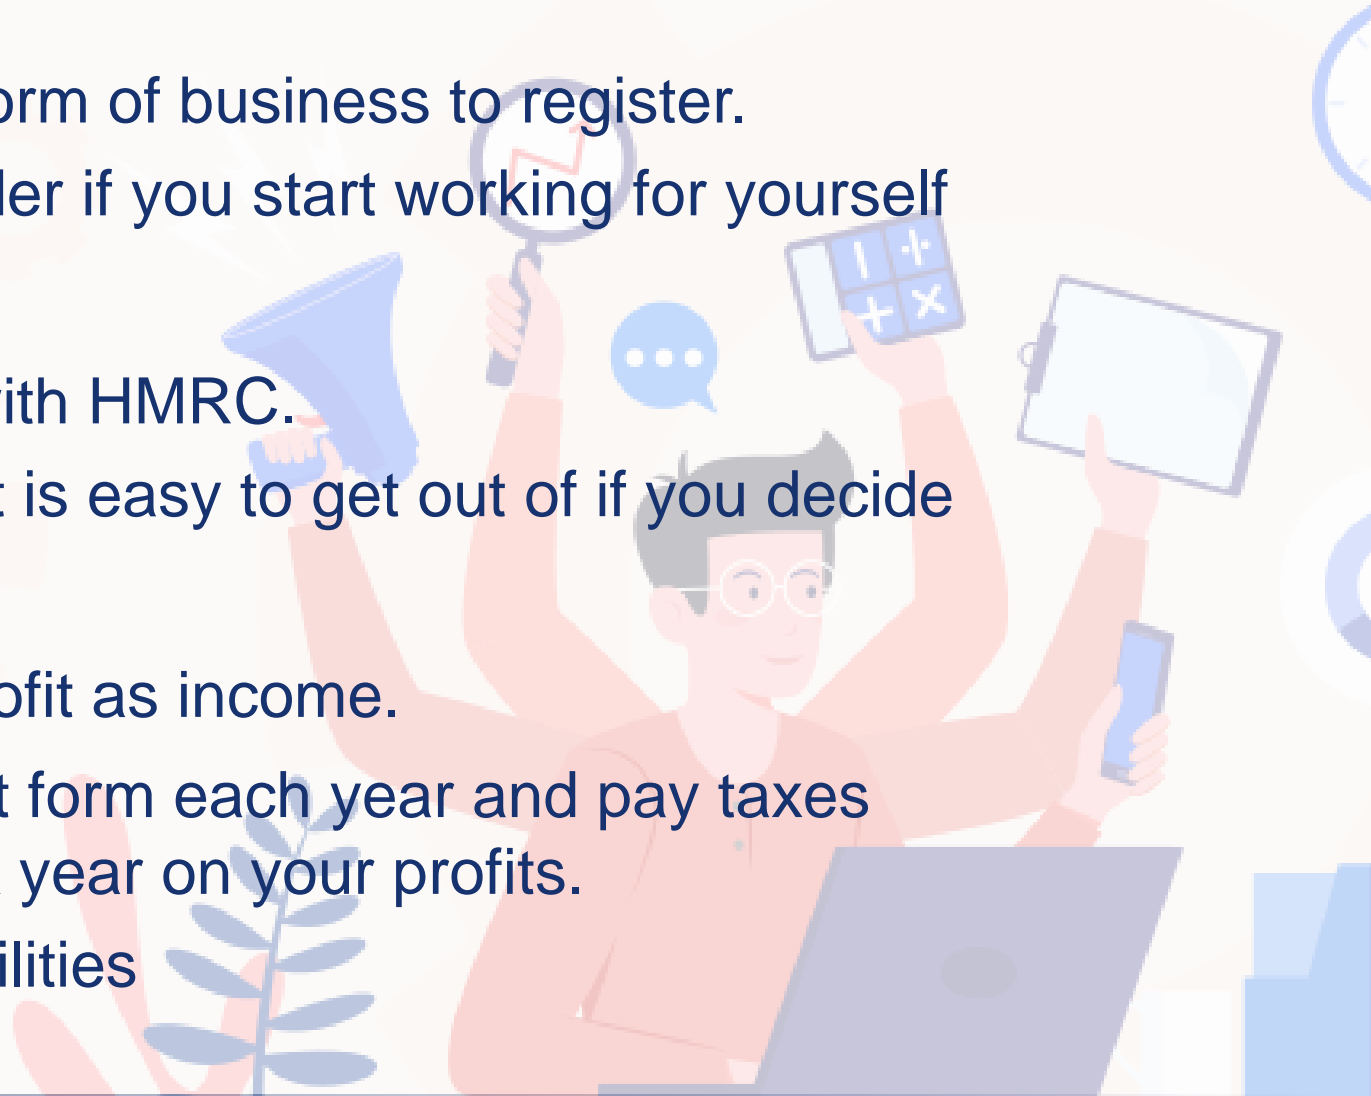 orm of business to register.
ler if you start working for yourself
ith HMRC.
t is easy to get out of if you decide
ofit as income.
t form each year and pay taxes
year on your profits.
ilities